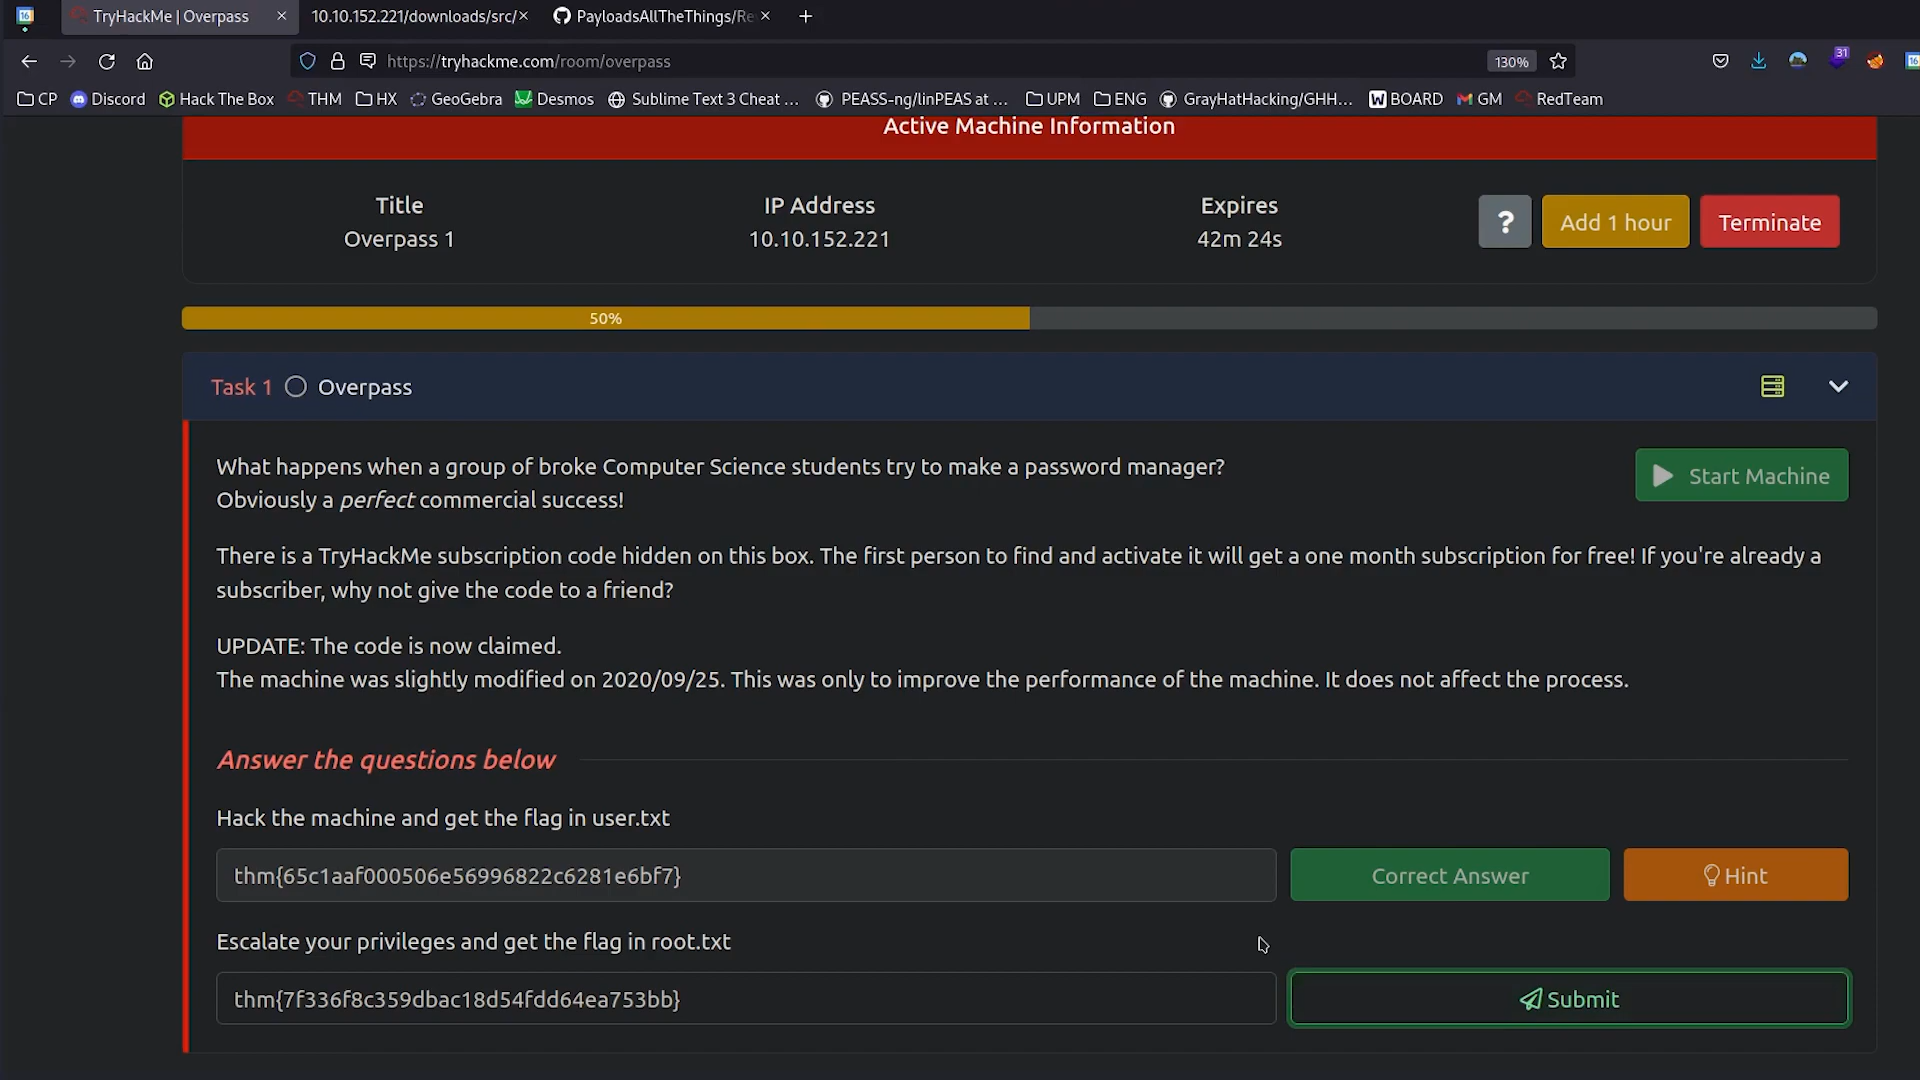 TryHackMe | Overpass
10.10.152.221/downloads/src/
PayloadsAllTheThings/Re
https://tryhackme.com/room/overpass
130%
31
16
CP Discord Hack The Box THM HX GeoGebra Desmos Sublime Text 3 Cheat ... PEASS-ng/linPEAS at ... UPM ENG GrayHatHacking/GHH... BOARD GM RedTeam
Active Machine Information
Title IP Address Expires
Overpass 1 10.10.152.221 42m 24s
? Add 1 hour Terminate
50%
Task 1 Overpass
What happens when a group of broke Computer Science students try to make a password manager?
Obviously a perfect commercial success!
Start Machine
There is a TryHackMe subscription code hidden on this box. The first person to find and activate it will get a one month subscription for free! If you're already a
subscriber, why not give the code to a friend?
UPDATE: The code is now claimed.
The machine was slightly modified on 2020/09/25. This was only to improve the performance of the machine. It does not affect the process.
Answer the questions below
Hack the machine and get the flag in user.txt
thm{65c1aaf000506e56996822c6281e6bf7}
Correct Answer Hint
Escalate your privileges and get the flag in root.txt
thm{7f336f8c359dbac18d54fdd64ea753bb}
Submit